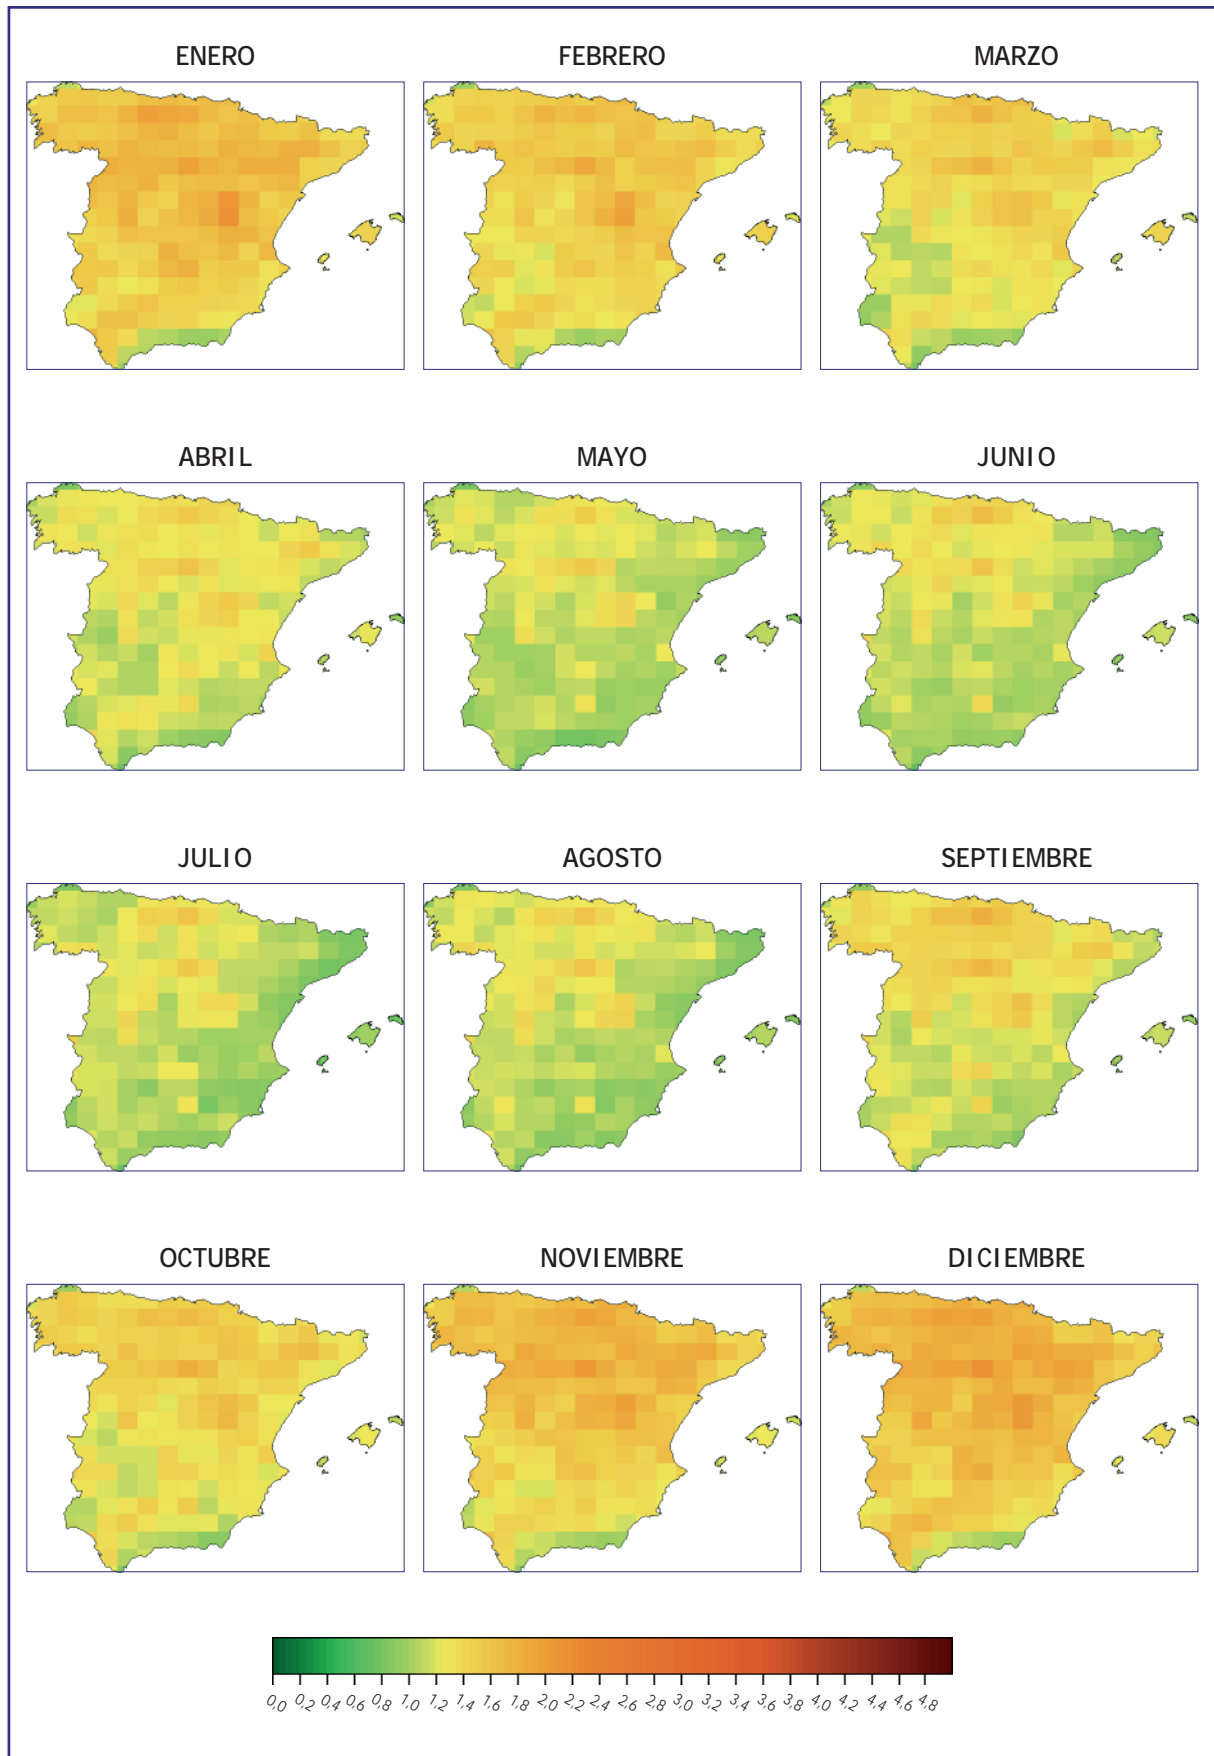 ENERO
FEBRERO
MARZO
ABRIL
MAYO
JUNIO
JULIO
AGOSTO
SEPTIEMBRE
OCTUBRE
NOVIEMBRE
DICIEMBRE
0,0 0,2 0,4 0,6 0,8 1,0 1,2 1,4 1,6 1,8 2,0 2,2 2,4 2,6 2,8 3,0 3,2 3,4 3,6 3,8 4,0 4,2 4,4 4,6 4,8